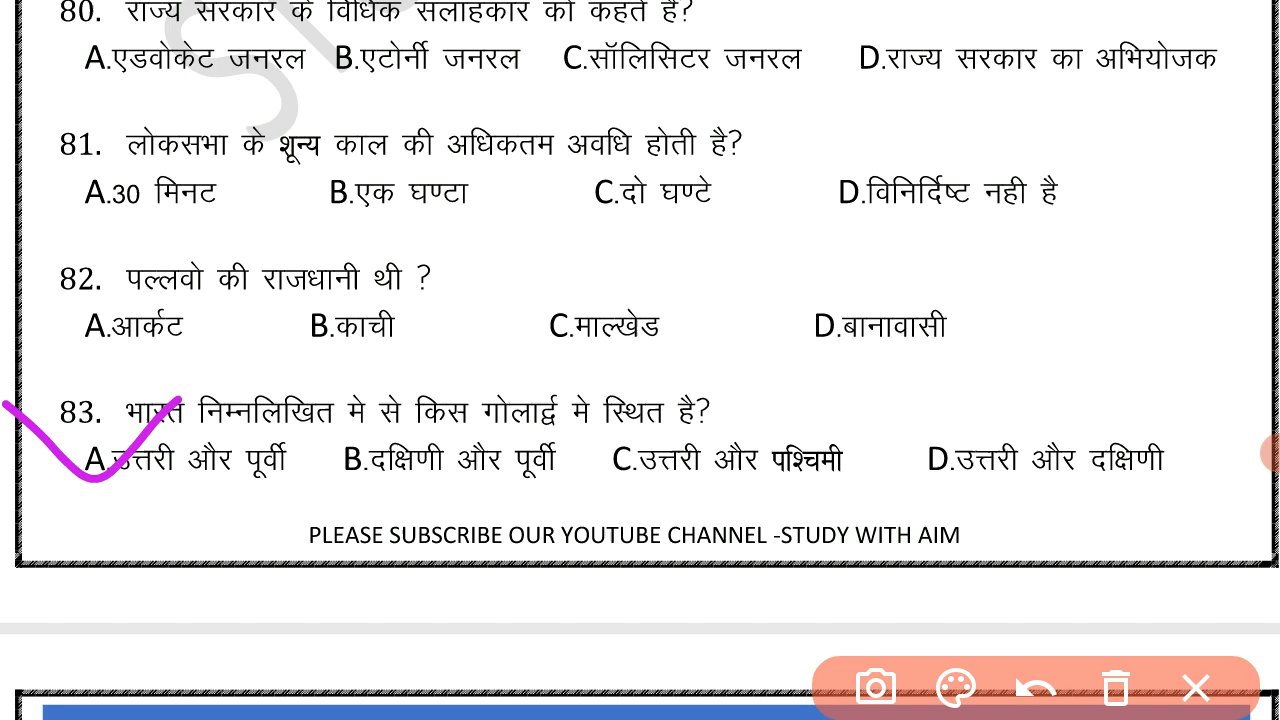 80. राज्य सरकार के विधिक सलाहकार को कहते हैं?
A.एडवोकेट जनरल B.एटोर्नी जनरल C.सॉलिसिटर जनरल D.राज्य सरकार का अभियोजक
81. लोकसभा के शून्य काल की अधिकतम अवधि होती है?
A.30 मिनट B.एक घण्टा C.दो घण्टे D.विनिर्दिष्ट नही है
82. पल्लवो की राजधानी थी ?
A.आर्कट B.काची C.माल्खेड D.बानावासी
83. भारत निम्नलिखित मे से किस गोलार्द्व मे स्थित है?
A.उत्तरी और पूर्वी B.दक्षिणी और पूर्वी C.उत्तरी और पश्चिमी D.उत्तरी और दक्षिणी
PLEASE SUBSCRIBE OUR YOUTUBE CHANNEL -STUDY WITH AIM